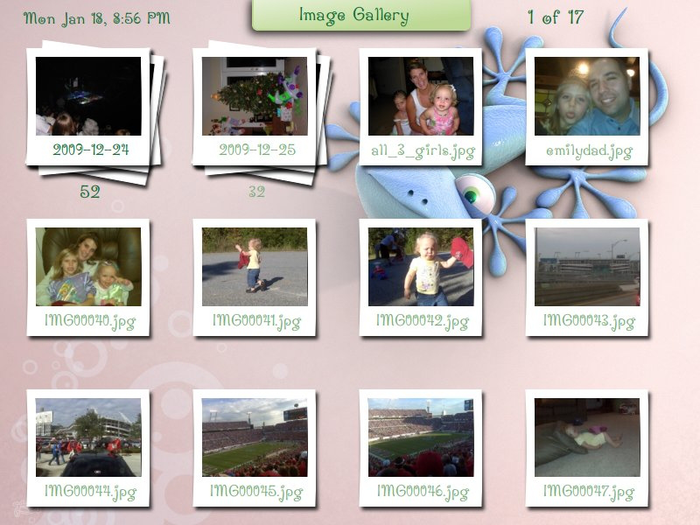 Mon Jan 18, 8:56 PM
Image Gallery
1 of 17
2009-12-24
2009-12-25
all_3_girls.jpg
emilydad.jpg
52
32
IMG00040.jpg
IMG00041.jpg
IMG00042.jpg
IMG00043.jpg
IMG00044.jpg
IMG00045.jpg
IMG00046.jpg
IMG00047.jpg